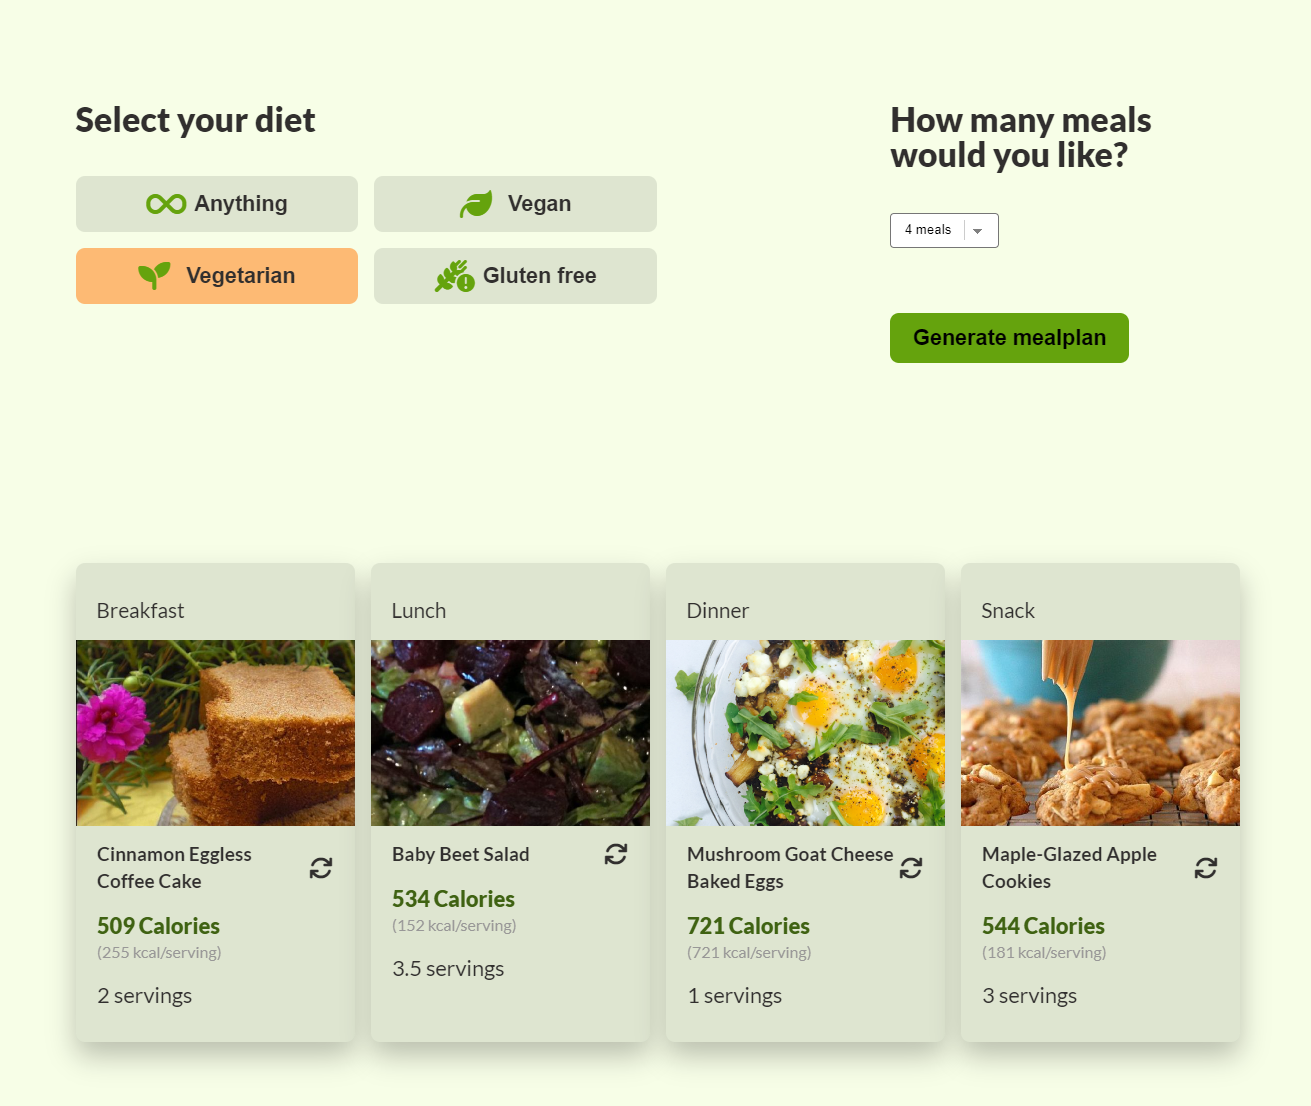 Select your diet
How many meals
would you like?
Anything
Vegan
Vegetarian
Gluten free
4 meals
Generate mealplan
Breakfast
Cinnamon Eggless
Coffee Cake
509 Calories
(255 kcal/serving)
2 servings
Lunch
Baby Beet Salad
534 Calories
(152 kcal/serving)
3.5 servings
Dinner
Mushroom Goat Cheese
Baked Eggs
721 Calories
(721 kcal/serving)
1 servings
Snack
Maple-Glazed Apple
Cookies
544 Calories
(181 kcal/serving)
3 servings